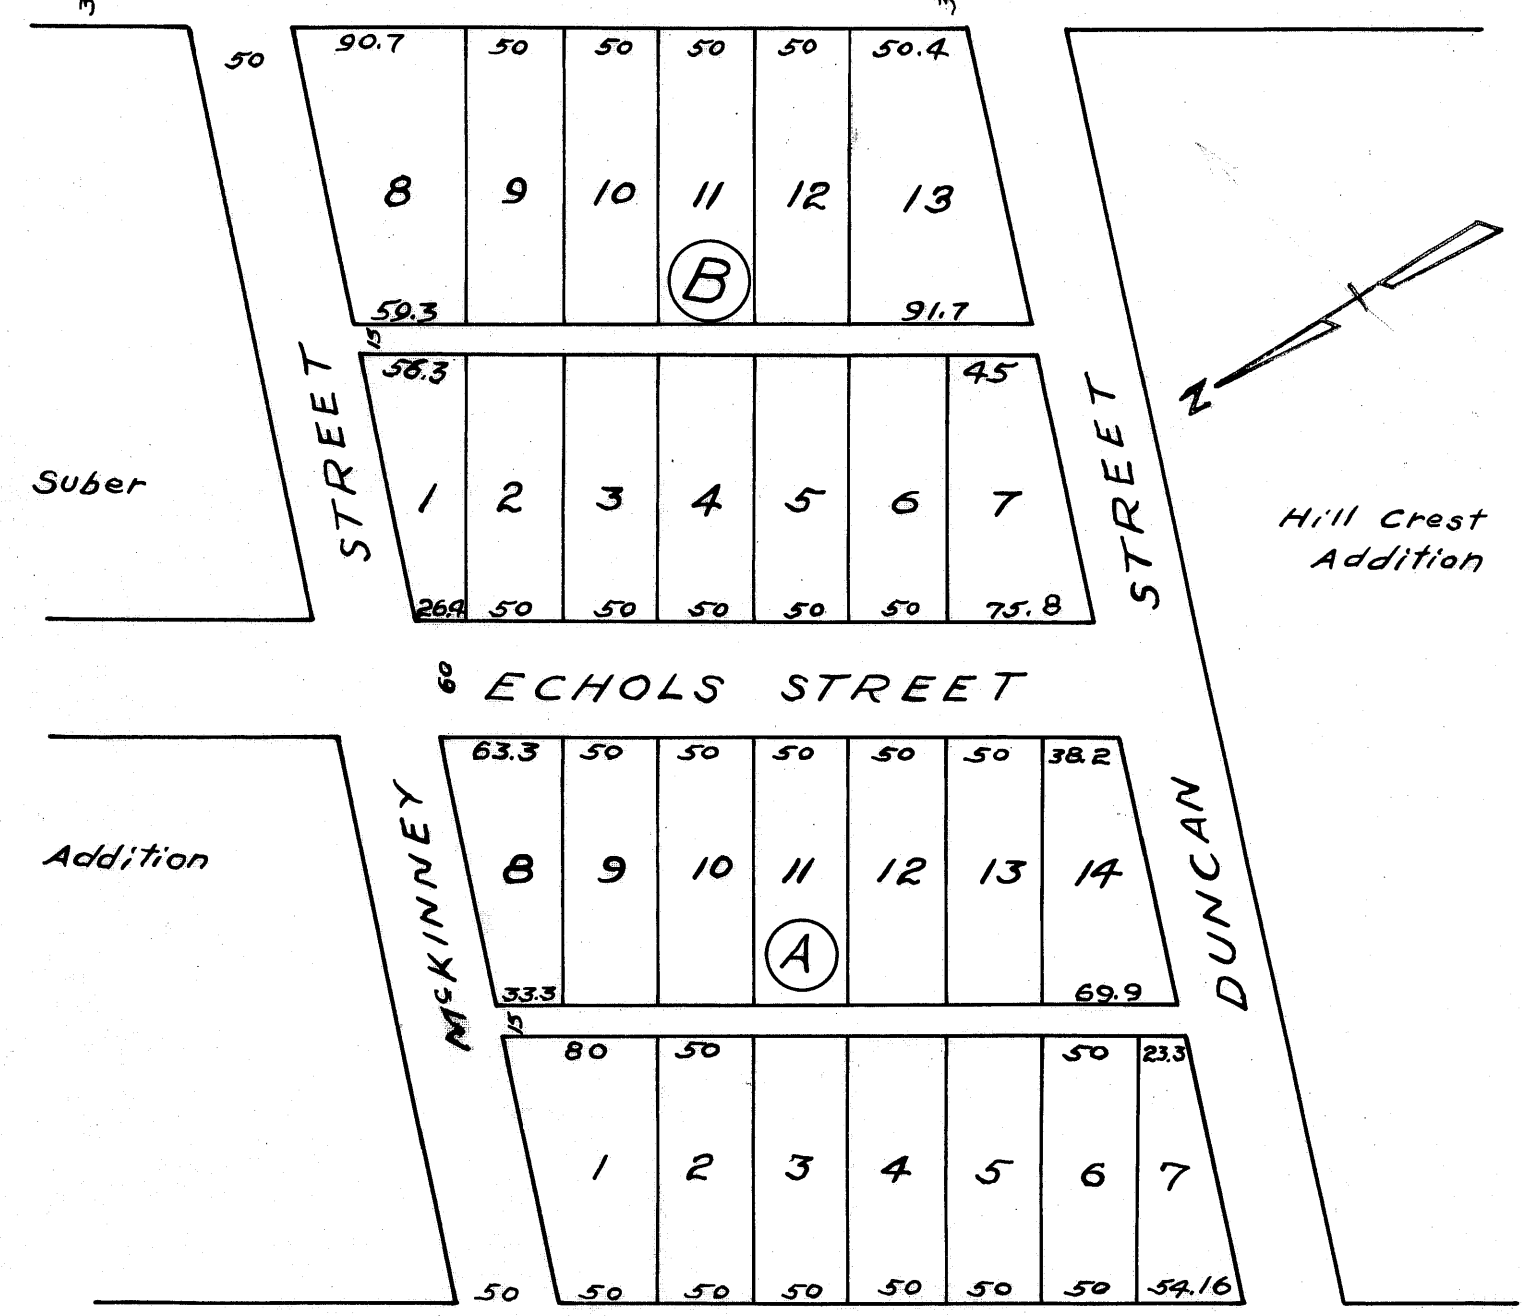 50 90.7 50 50 50 50 50.4
8 9 10 11 12 13
B
59.3 91.7
15
56.3 45
STREET
STREET
N
Suber
1 2 3 4 5 6 7
Hill Crest
Addition
26.4 50 50 50 50 50 75.8
60 ECHOLS STREET
63.3 50 50 50 50 50 38.2
McKINNEY
DUNCAN
Addition
8 9 10 11 12 13 14
A
33.3 69.9
15
80 50 50 23.3
1 2 3 4 5 6 7
50 50 50 50 50 50 50 54.16